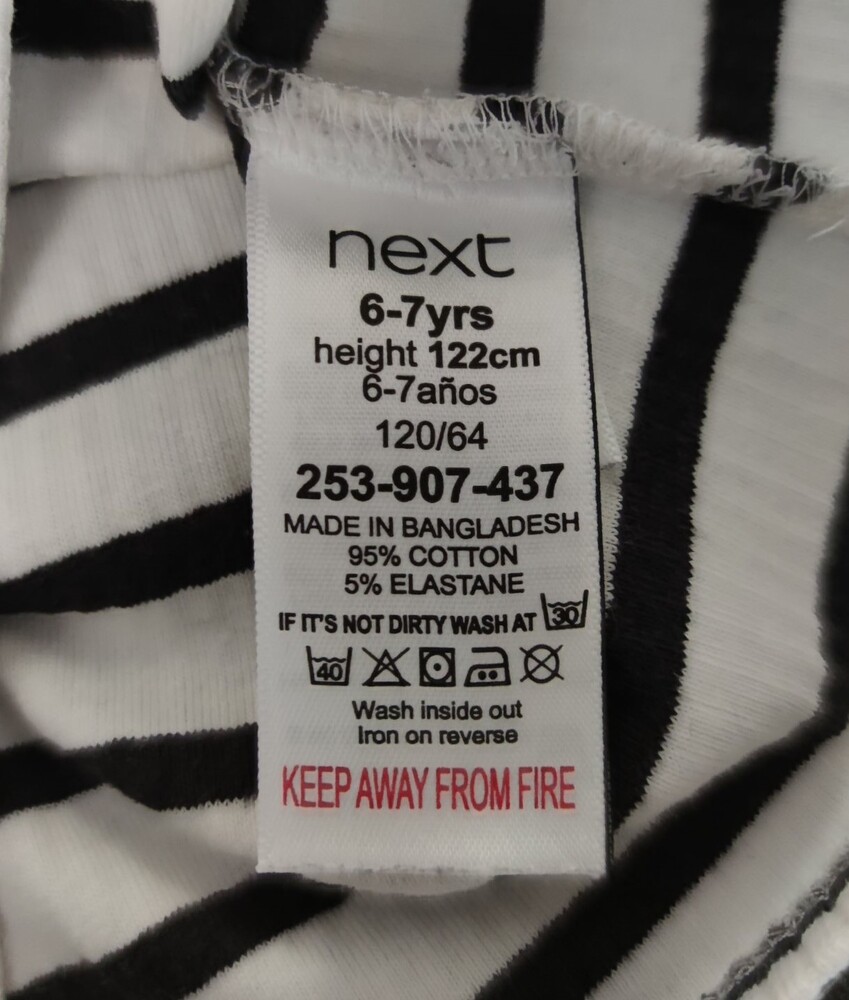 next
6-7yrs
height 122cm
6-7años
120/64
253-907-437
MADE IN BANGLADESH
95% COTTON
5% ELASTANE
IF IT'S NOT DIRTY WASH AT 30
40
Wash inside out
Iron on reverse
KEEP AWAY FROM FIRE